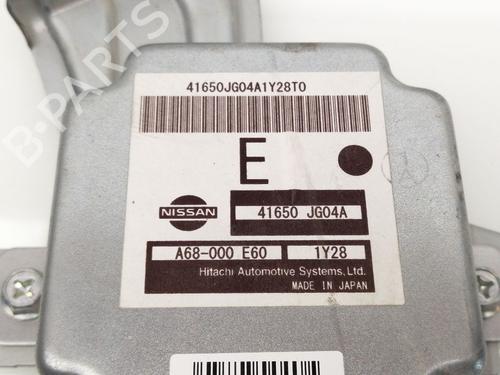 41650JG04A1Y28T0
E
NISSAN
41650 JG04A
A68-000 E60
1Y28
Hitachi Automotive Systems, Ltd.
MADE IN JAPAN
B-PARTS